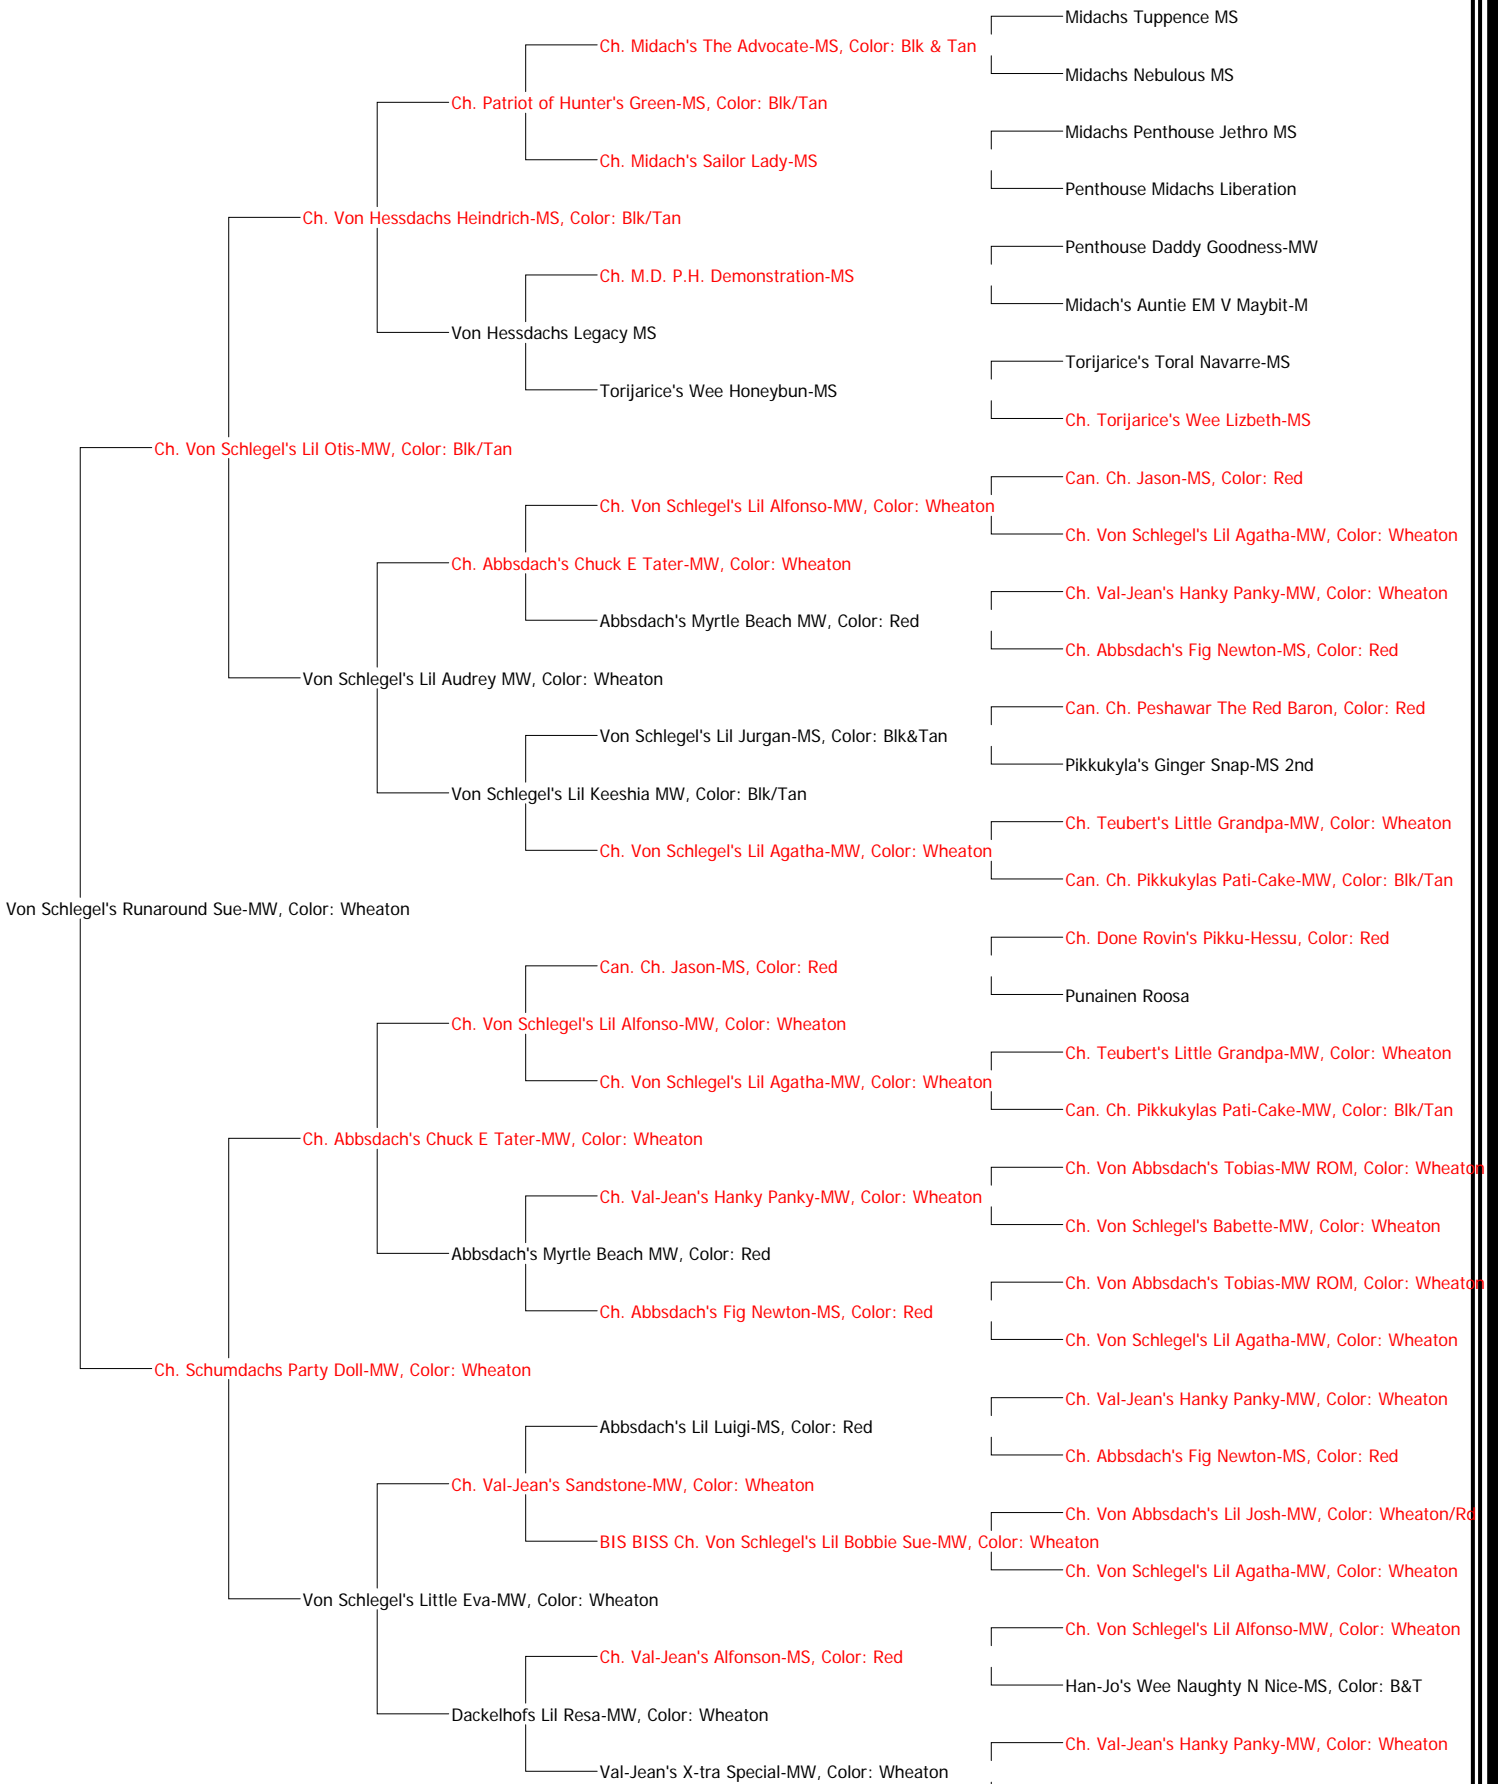 Midachs Tuppence MS
Ch. Midach's The Advocate-MS, Color: Blk & Tan
Midachs Nebulous MS
Ch. Patriot of Hunter's Green-MS, Color: Blk/Tan
Midachs Penthouse Jethro MS
Ch. Midach's Sailor Lady-MS
Penthouse Midachs Liberation
Ch. Von Hessdachs Heindrich-MS, Color: Blk/Tan
Penthouse Daddy Goodness-MW
Ch. M.D. P.H. Demonstration-MS
Midach's Auntie EM V Maybit-M
Von Hessdachs Legacy MS
Torijarice's Toral Navarre-MS
Torijarice's Wee Honeybun-MS
Ch. Torijarice's Wee Lizbeth-MS
Ch. Von Schlegel's Lil Otis-MW, Color: Blk/Tan
Can. Ch. Jason-MS, Color: Red
Ch. Von Schlegel's Lil Alfonso-MW, Color: Wheaton
Ch. Von Schlegel's Lil Agatha-MW, Color: Wheaton
Ch. Abbsdach's Chuck E Tater-MW, Color: Wheaton
Ch. Val-Jean's Hanky Panky-MW, Color: Wheaton
Abbsdach's Myrtle Beach MW, Color: Red
Ch. Abbsdach's Fig Newton-MS, Color: Red
Von Schlegel's Lil Audrey MW, Color: Wheaton
Can. Ch. Peshawar The Red Baron, Color: Red
Von Schlegel's Lil Jurgan-MS, Color: Blk&Tan
Pikkukyla's Ginger Snap-MS 2nd
Von Schlegel's Lil Keeshia MW, Color: Blk/Tan
Ch. Teubert's Little Grandpa-MW, Color: Wheaton
Ch. Von Schlegel's Lil Agatha-MW, Color: Wheaton
Can. Ch. Pikkukylas Pati-Cake-MW, Color: Blk/Tan
Von Schlegel's Runaround Sue-MW, Color: Wheaton
Ch. Done Rovin's Pikku-Hessu, Color: Red
Can. Ch. Jason-MS, Color: Red
Punainen Roosa
Ch. Von Schlegel's Lil Alfonso-MW, Color: Wheaton
Ch. Teubert's Little Grandpa-MW, Color: Wheaton
Ch. Von Schlegel's Lil Agatha-MW, Color: Wheaton
Can. Ch. Pikkukylas Pati-Cake-MW, Color: Blk/Tan
Ch. Abbsdach's Chuck E Tater-MW, Color: Wheaton
Ch. Von Abbsdach's Tobias-MW ROM, Color: Wheaton
Ch. Val-Jean's Hanky Panky-MW, Color: Wheaton
Ch. Von Schlegel's Babette-MW, Color: Wheaton
Abbsdach's Myrtle Beach MW, Color: Red
Ch. Von Abbsdach's Tobias-MW ROM, Color: Wheaton
Ch. Abbsdach's Fig Newton-MS, Color: Red
Ch. Von Schlegel's Lil Agatha-MW, Color: Wheaton
Ch. Schumdachs Party Doll-MW, Color: Wheaton
Ch. Val-Jean's Hanky Panky-MW, Color: Wheaton
Abbsdach's Lil Luigi-MS, Color: Red
Ch. Abbsdach's Fig Newton-MS, Color: Red
Ch. Val-Jean's Sandstone-MW, Color: Wheaton
Ch. Von Abbsdach's Lil Josh-MW, Color: Wheaton/Rd
BIS BISS Ch. Von Schlegel's Lil Bobbie Sue-MW, Color: Wheaton
Ch. Von Schlegel's Lil Agatha-MW, Color: Wheaton
Von Schlegel's Little Eva-MW, Color: Wheaton
Ch. Von Schlegel's Lil Alfonso-MW, Color: Wheaton
Ch. Val-Jean's Alfonson-MS, Color: Red
Han-Jo's Wee Naughty N Nice-MS, Color: B&T
Dackelhofs Lil Resa-MW, Color: Wheaton
Ch. Val-Jean's Hanky Panky-MW, Color: Wheaton
Val-Jean's X-tra Special-MW, Color: Wheaton